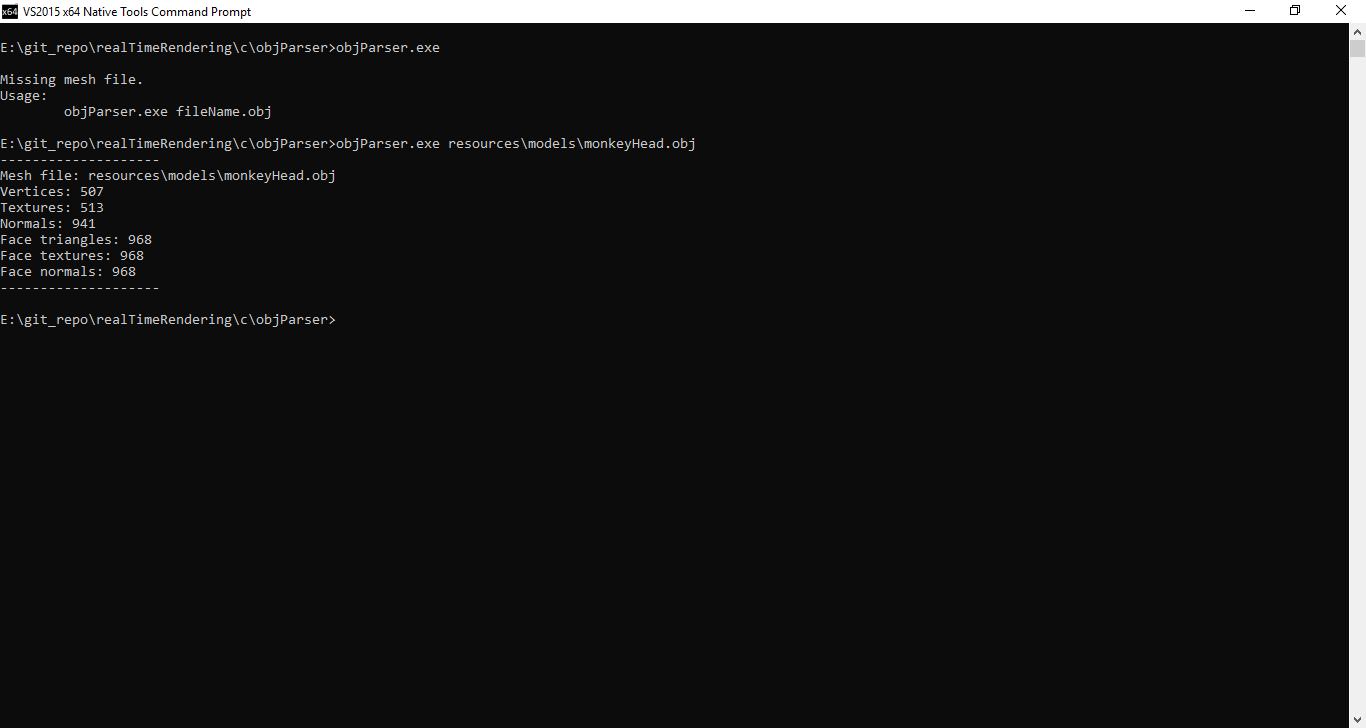 x64 VS2015 x64 Native Tools Command Prompt
E:\git_repo\realTimeRendering\c\objParser>objParser.exe
Missing mesh file.
Usage:
objParser.exe fileName.obj
E:\git_repo\realTimeRendering\c\objParser>objParser.exe resources\models\monkeyHead.obj
--------------------
Mesh file: resources\models\monkeyHead.obj
Vertices: 507
Textures: 513
Normals: 941
Face triangles: 968
Face textures: 968
Face normals: 968
--------------------
E:\git_repo\realTimeRendering\c\objParser>